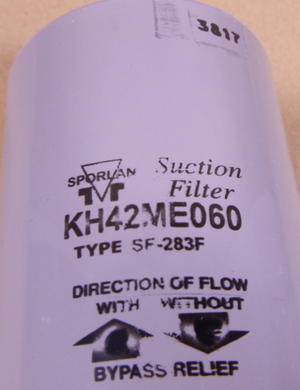 3817
SPORLAN
Suction
Filter
KH42ME060
TYPE SF-283F
DIRECTION OF FLOW
WITH WITHOUT
BYPASS RELIEF